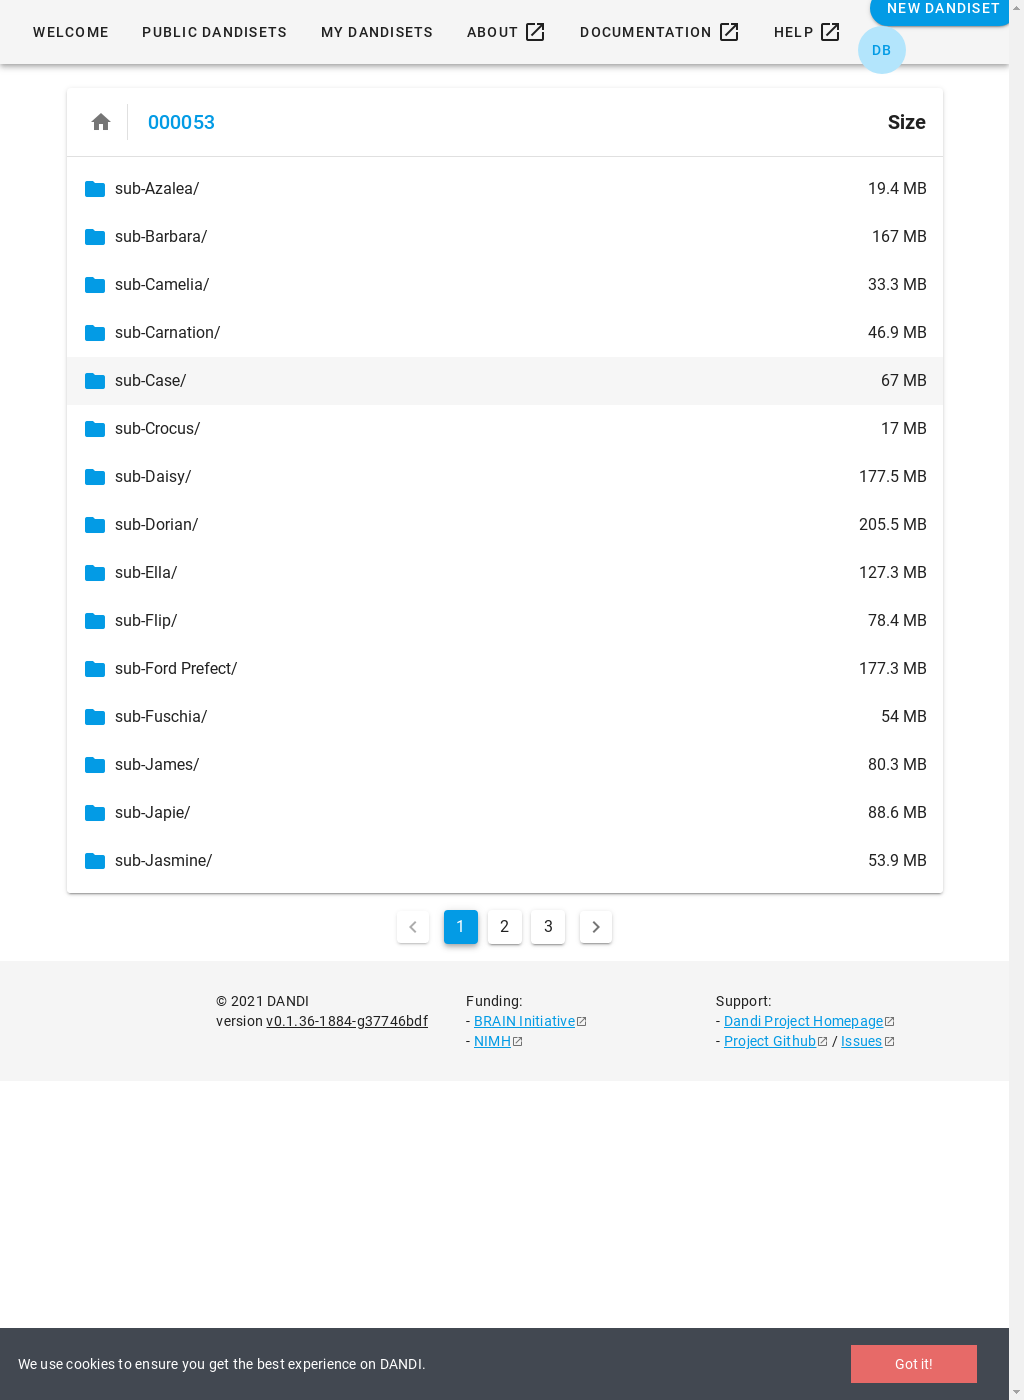 WELCOME PUBLIC DANDISETS MY DANDISETS ABOUT DOCUMENTATION HELP NEW DANDISET
DB
000053 Size
sub-Azalea/ 19.4 MB
sub-Barbara/ 167 MB
sub-Camelia/ 33.3 MB
sub-Carnation/ 46.9 MB
sub-Case/ 67 MB
sub-Crocus/ 17 MB
sub-Daisy/ 177.5 MB
sub-Dorian/ 205.5 MB
sub-Ella/ 127.3 MB
sub-Flip/ 78.4 MB
sub-Ford Prefect/ 177.3 MB
sub-Fuschia/ 54 MB
sub-James/ 80.3 MB
sub-Japie/ 88.6 MB
sub-Jasmine/ 53.9 MB
1 2 3
© 2021 DANDI
version v0.1.36-1884-g37746bdf
Funding:
- BRAIN Initiative
- NIMH
Support:
- Dandi Project Homepage
- Project Github / Issues
We use cookies to ensure you get the best experience on DANDI. Got it!